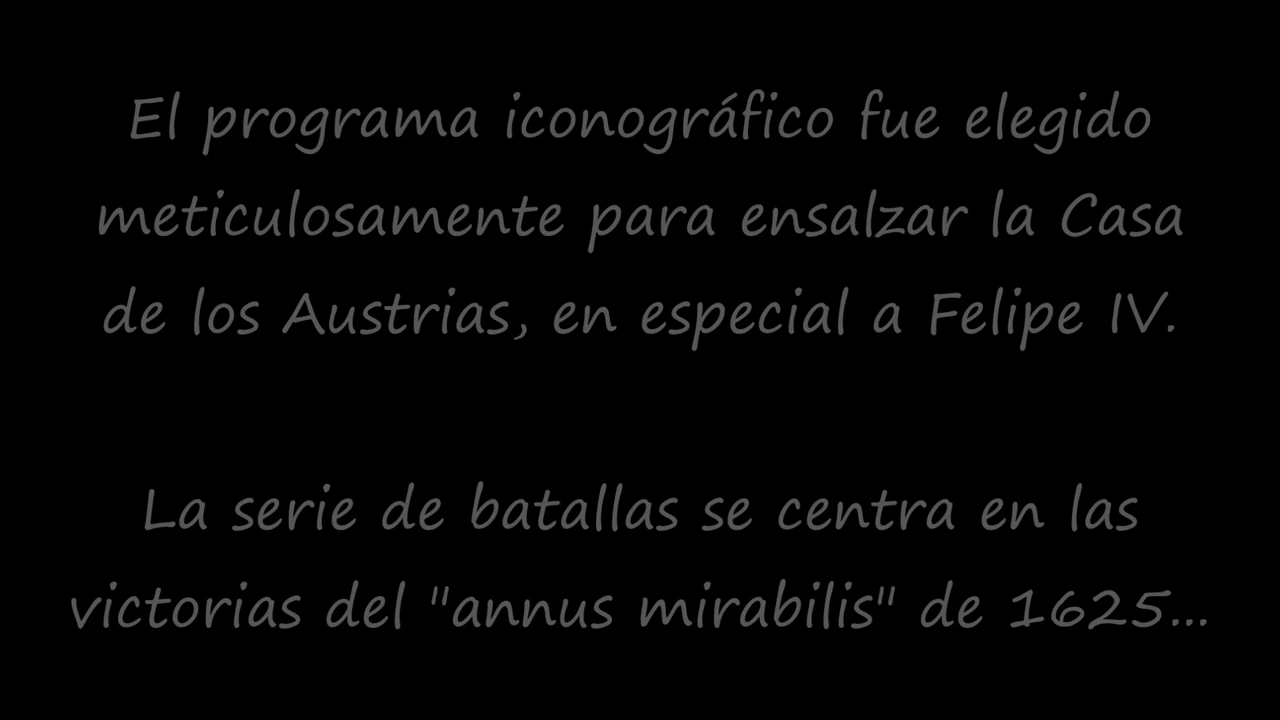 El programa iconográfico fue elegido
meticulosamente para ensalzar la Casa
de los Austrias, en especial a Felipe IV.
La serie de batallas se centra en las
victorias del "annus mirabilis" de 1625...